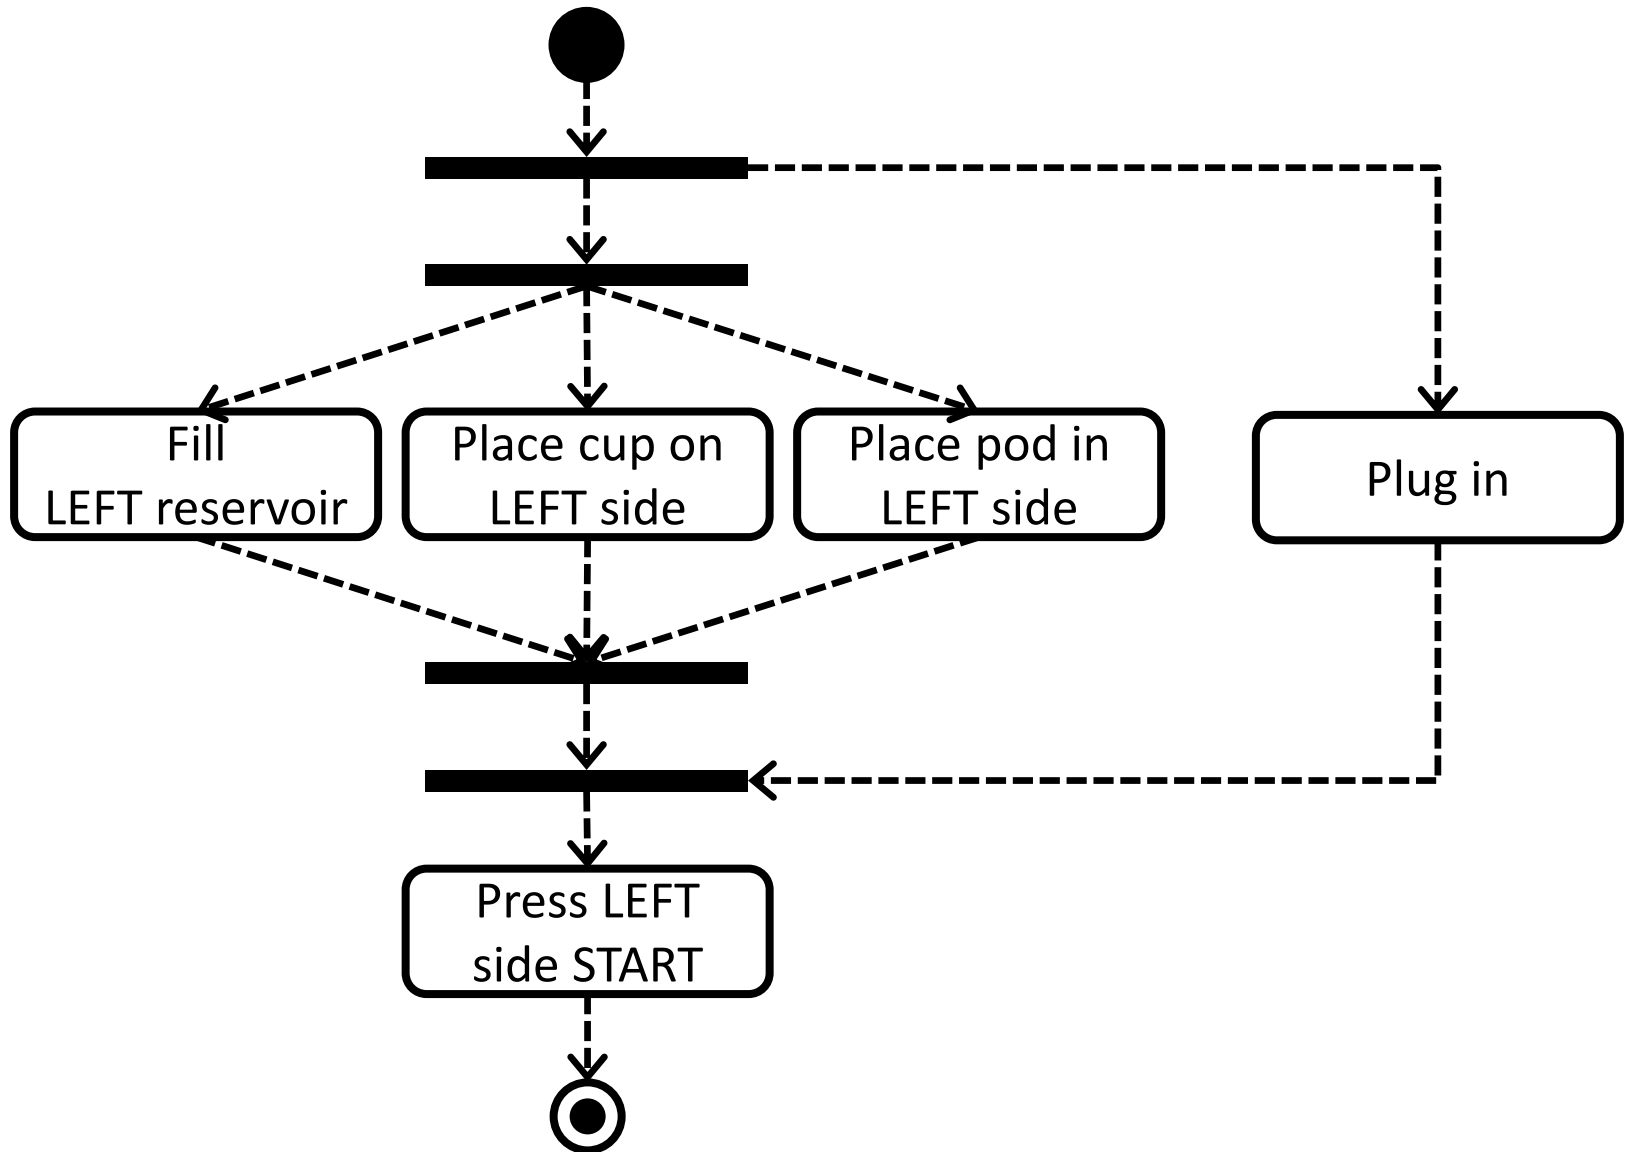 Fill
LEFT reservoir
Place cup on
LEFT side
Place pod in
LEFT side
Plug in
Press LEFT
side START